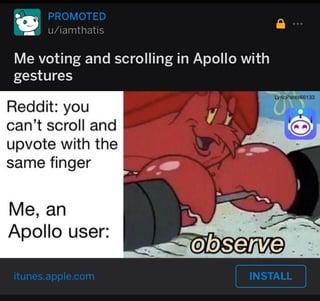 PROMOTED
u/iamthatis
Me voting and scrolling in Apollo with
gestures
Reddit: you
can't scroll and
upvote with the
same finger
Me, an
Apollo user:
observe
itunes.apple.com
INSTALL